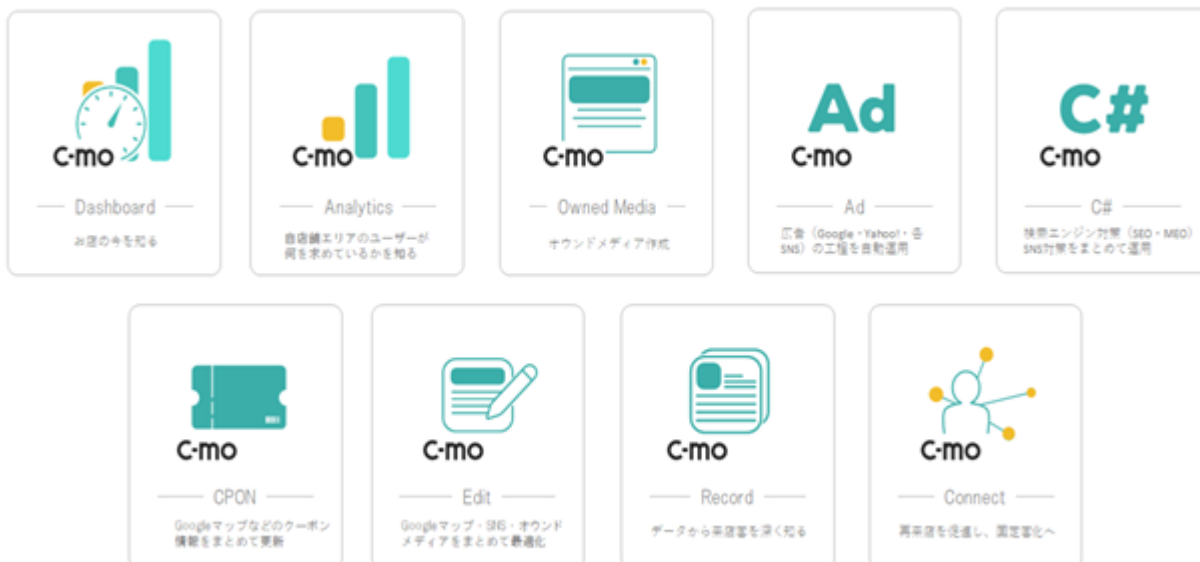 C-mo
Dashboard
お店の今を知る
C-mo
Analytics
自店舗エリアのユーザーが
何を求めているかを知る
C-mo
Owned Media
オウンドメディア作成
Ad
C-mo
Ad
広告（Google・Yahoo!・各
SNS）の工程を自動運用
C#
C-mo
C#
検索エンジン対策（SEO・MEO）
SNS対策をまとめて運用
C-mo
CPON
Googleマップなどのクーポン
情報をまとめて更新
C-mo
Edit
Googleマップ・SNS・オウンド
メディアをまとめて最適化
C-mo
Record
データから来店客を深く知る
C-mo
Connect
再来店を促進し、固定客化へ